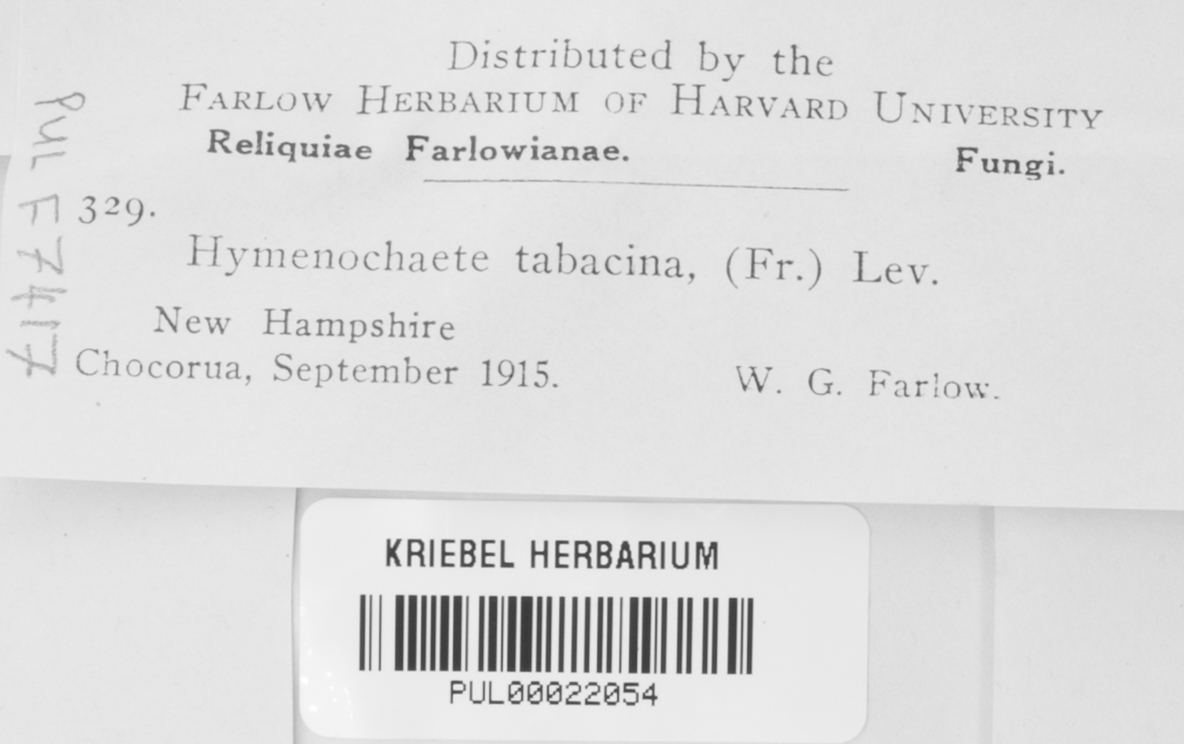 Distributed by the
FARLOW HERBARIUM OF HARVARD UNIVERSITY
Reliquiae Farlowianae. Fungi.
329.
Hymenochaete tabacina, (Fr.) Lev.
New Hampshire
Chocorua, September 1915. W. G. Farlow.
PUL F7417
KRIEBEL HERBARIUM
PUL00022054